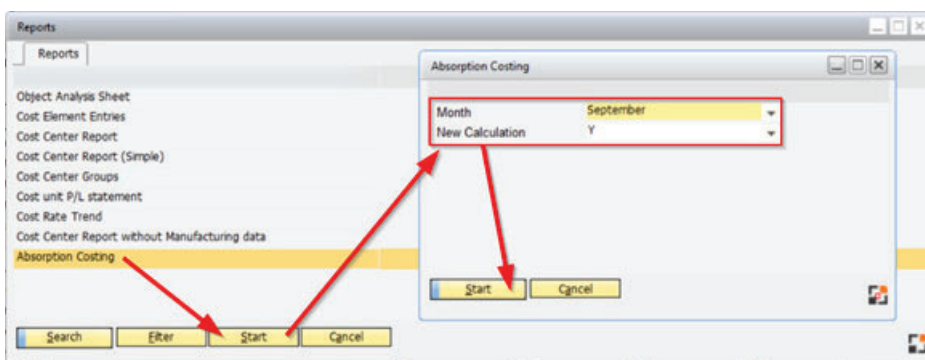 Reports
Reports
Object Analysis Sheet
Cost Element Entries
Cost Center Report
Cost Center Report (Simple)
Cost Center Groups
Cost unit P/L statement
Cost Rate Trend
Cost Center Report without Manufacturing data
Absorption Costing
Search Filter Start Cancel
Absorption Costing
Month September
New Calculation Y
Start Cancel